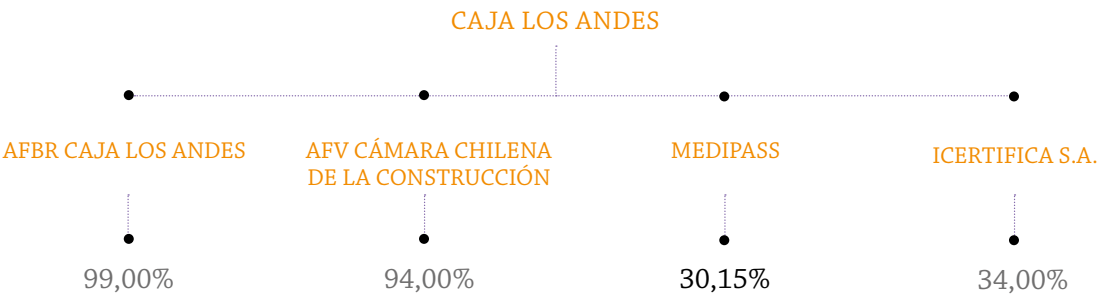 CAJA LOS ANDES
AFBR CAJA LOS ANDES
AFV CÁMARA CHILENA
DE LA CONSTRUCCIÓN
MEDIPASS
ICERTIFICA S.A.
99,00%
94,00%
30,15%
34,00%